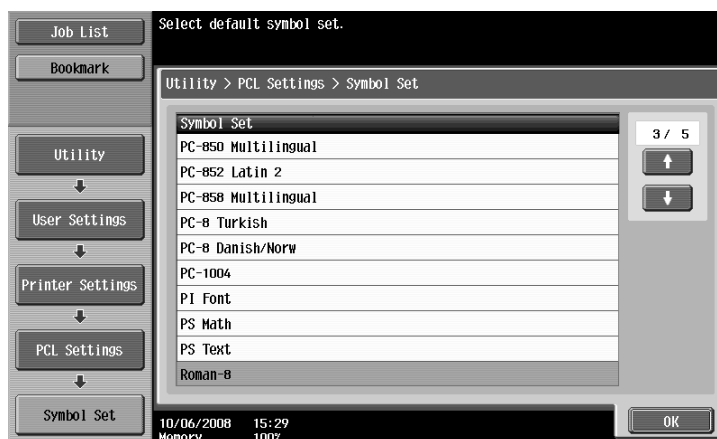 Job List
Bookmark
Utility
User Settings
Printer Settings
PCL Settings
Symbol Set
Select default symbol set.
Utility > PCL Settings > Symbol Set
Symbol Set
PC-850 Multilingual
PC-852 Latin 2
PC-858 Multilingual
PC-8 Turkish
PC-8 Danish/Norw
PC-1004
PI Font
PS Math
PS Text
Roman-8
3/ 5
10/06/2008 15:29
Memory 100%
OK